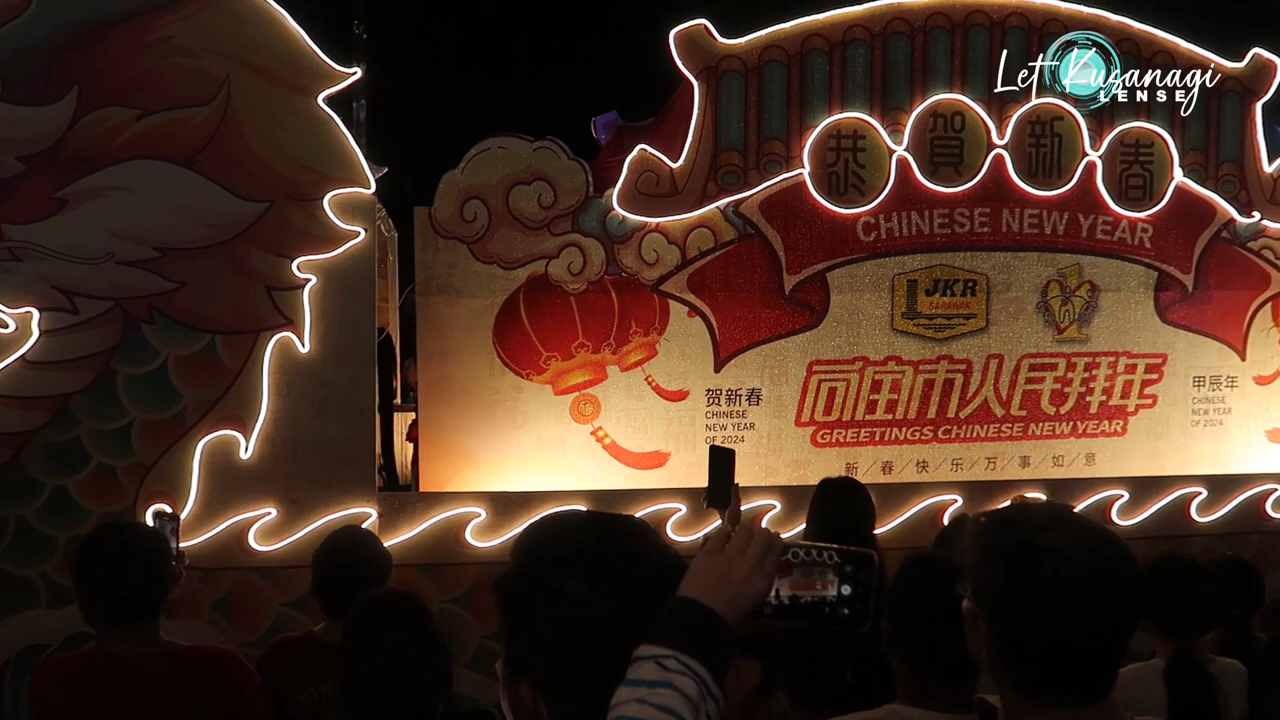 Let Kusanagi
LENSE
恭賀新春
CHINESE NEW YEAR
JKR
SARAWAK
向全市人民拜年
GREETINGS CHINESE NEW YEAR
贺新春
CHINESE
NEW YEAR
OF 2024
甲辰年
CHINESE
NEW YEAR
OF 2024
新／春／快／乐／万／事／如／意